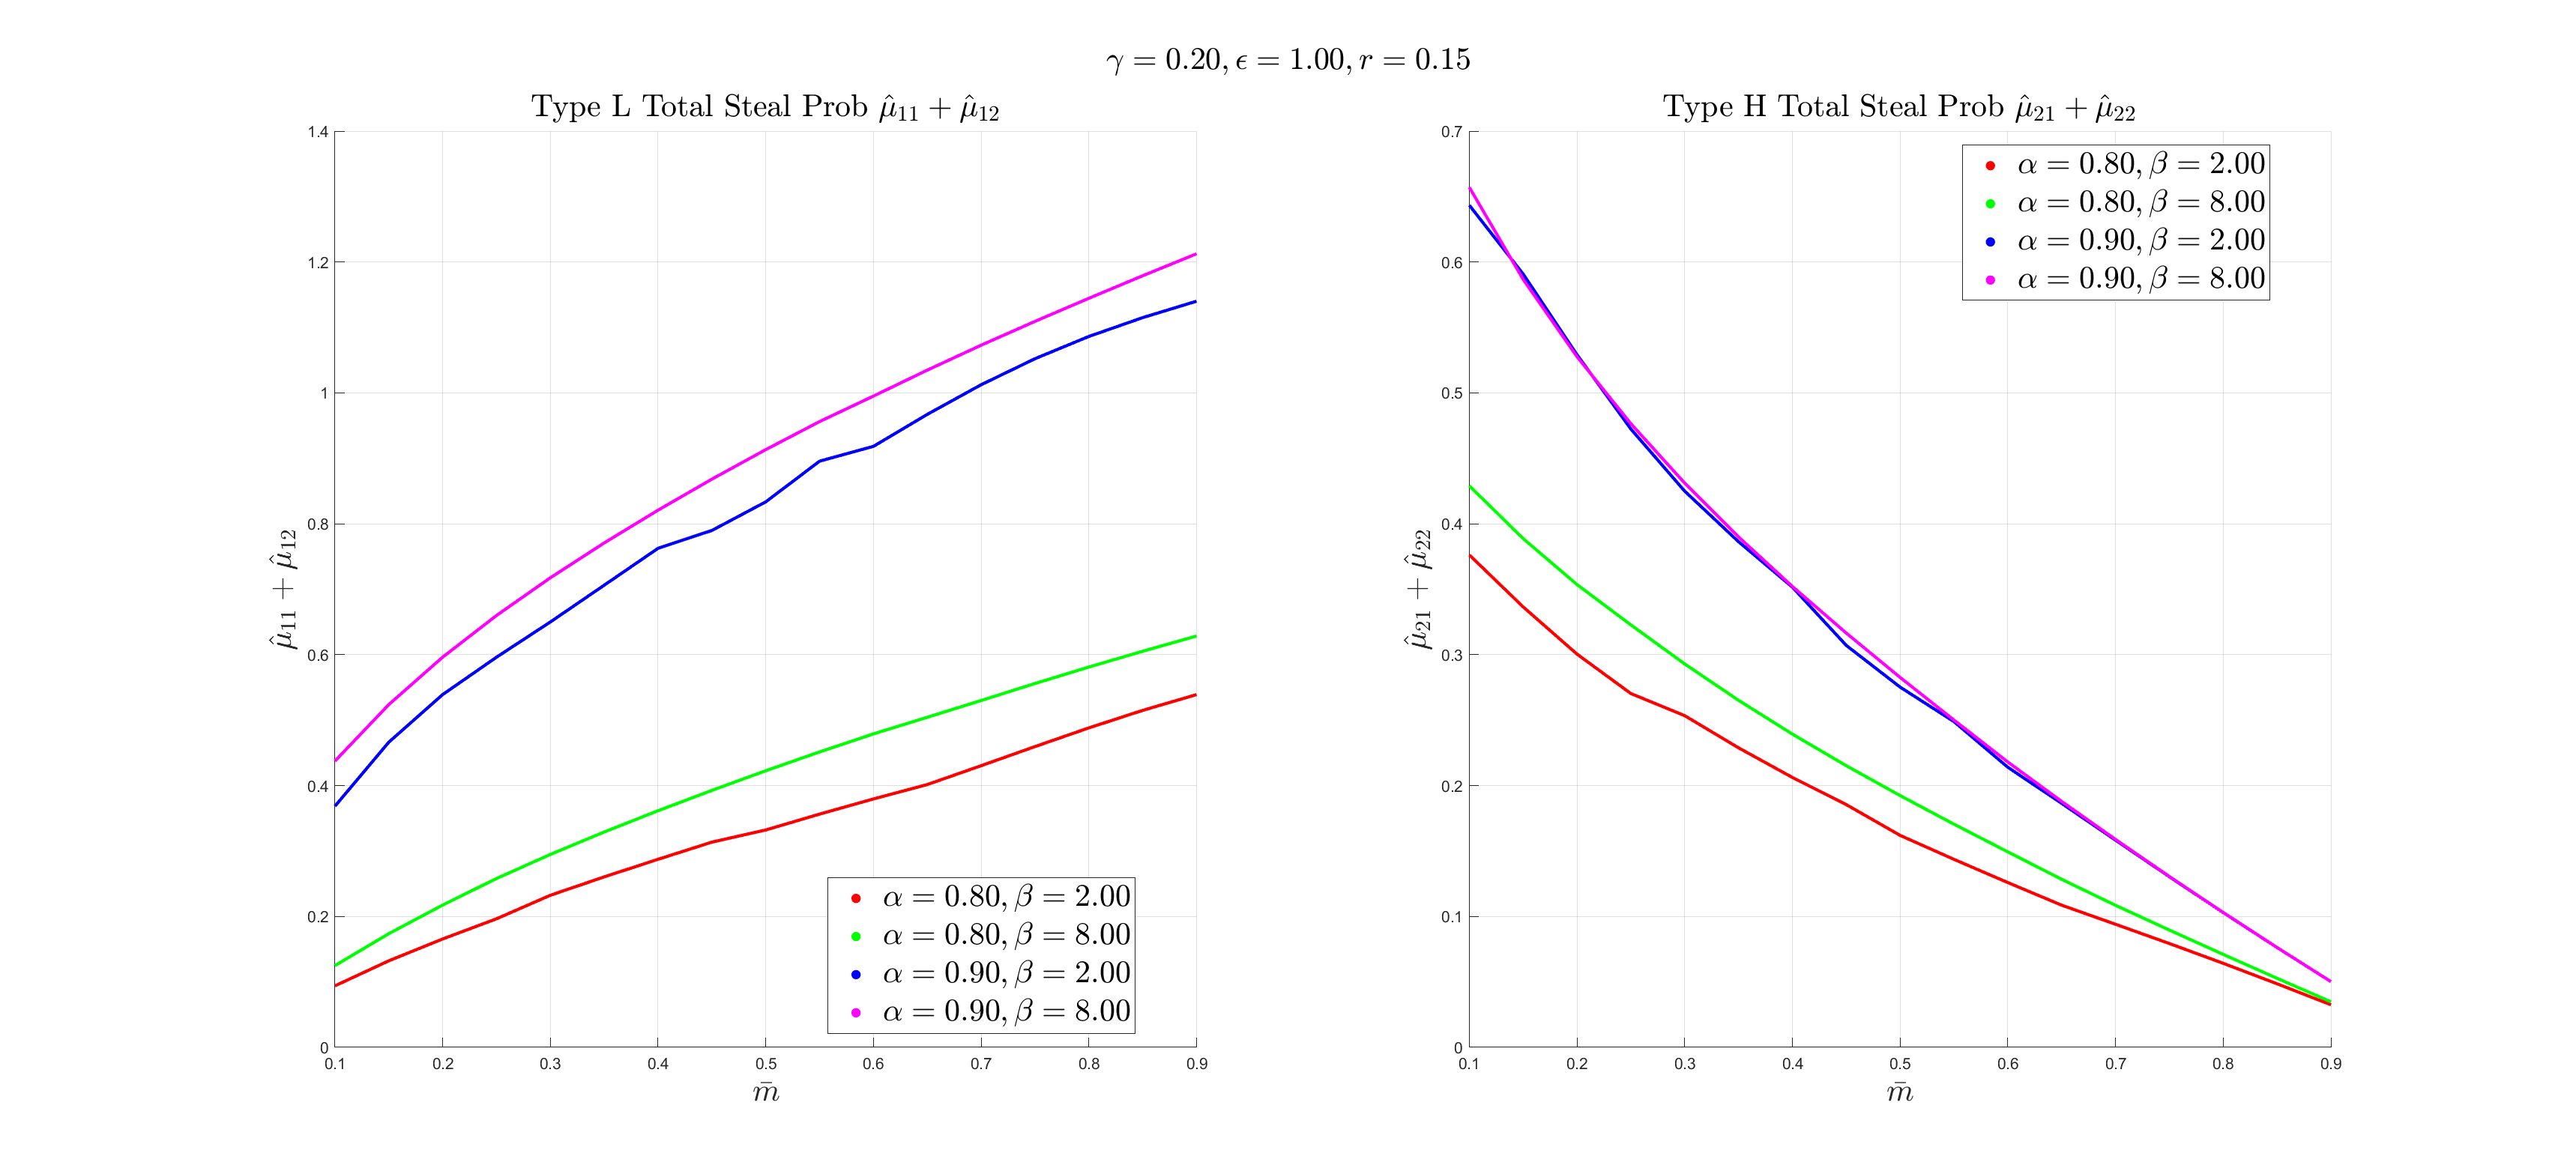 γ = 0.20, ϵ = 1.00, r = 0.15
Type L Total Steal Prob μ̂₁₁ + μ̂₁₂
1.4
1.2
1
0.8
0.6
0.4
0.2
0
μ̂₁₁ + μ̂₁₂
α = 0.80, β = 2.00
α = 0.80, β = 8.00
α = 0.90, β = 2.00
α = 0.90, β = 8.00
0.1 0.2 0.3 0.4 0.5 0.6 0.7 0.8 0.9
m̄
Type H Total Steal Prob μ̂₂₁ + μ̂₂₂
0.7
0.6
0.5
0.4
0.3
0.2
0.1
0
μ̂₂₁ + μ̂₂₂
α = 0.80, β = 2.00
α = 0.80, β = 8.00
α = 0.90, β = 2.00
α = 0.90, β = 8.00
0.1 0.2 0.3 0.4 0.5 0.6 0.7 0.8 0.9
m̄